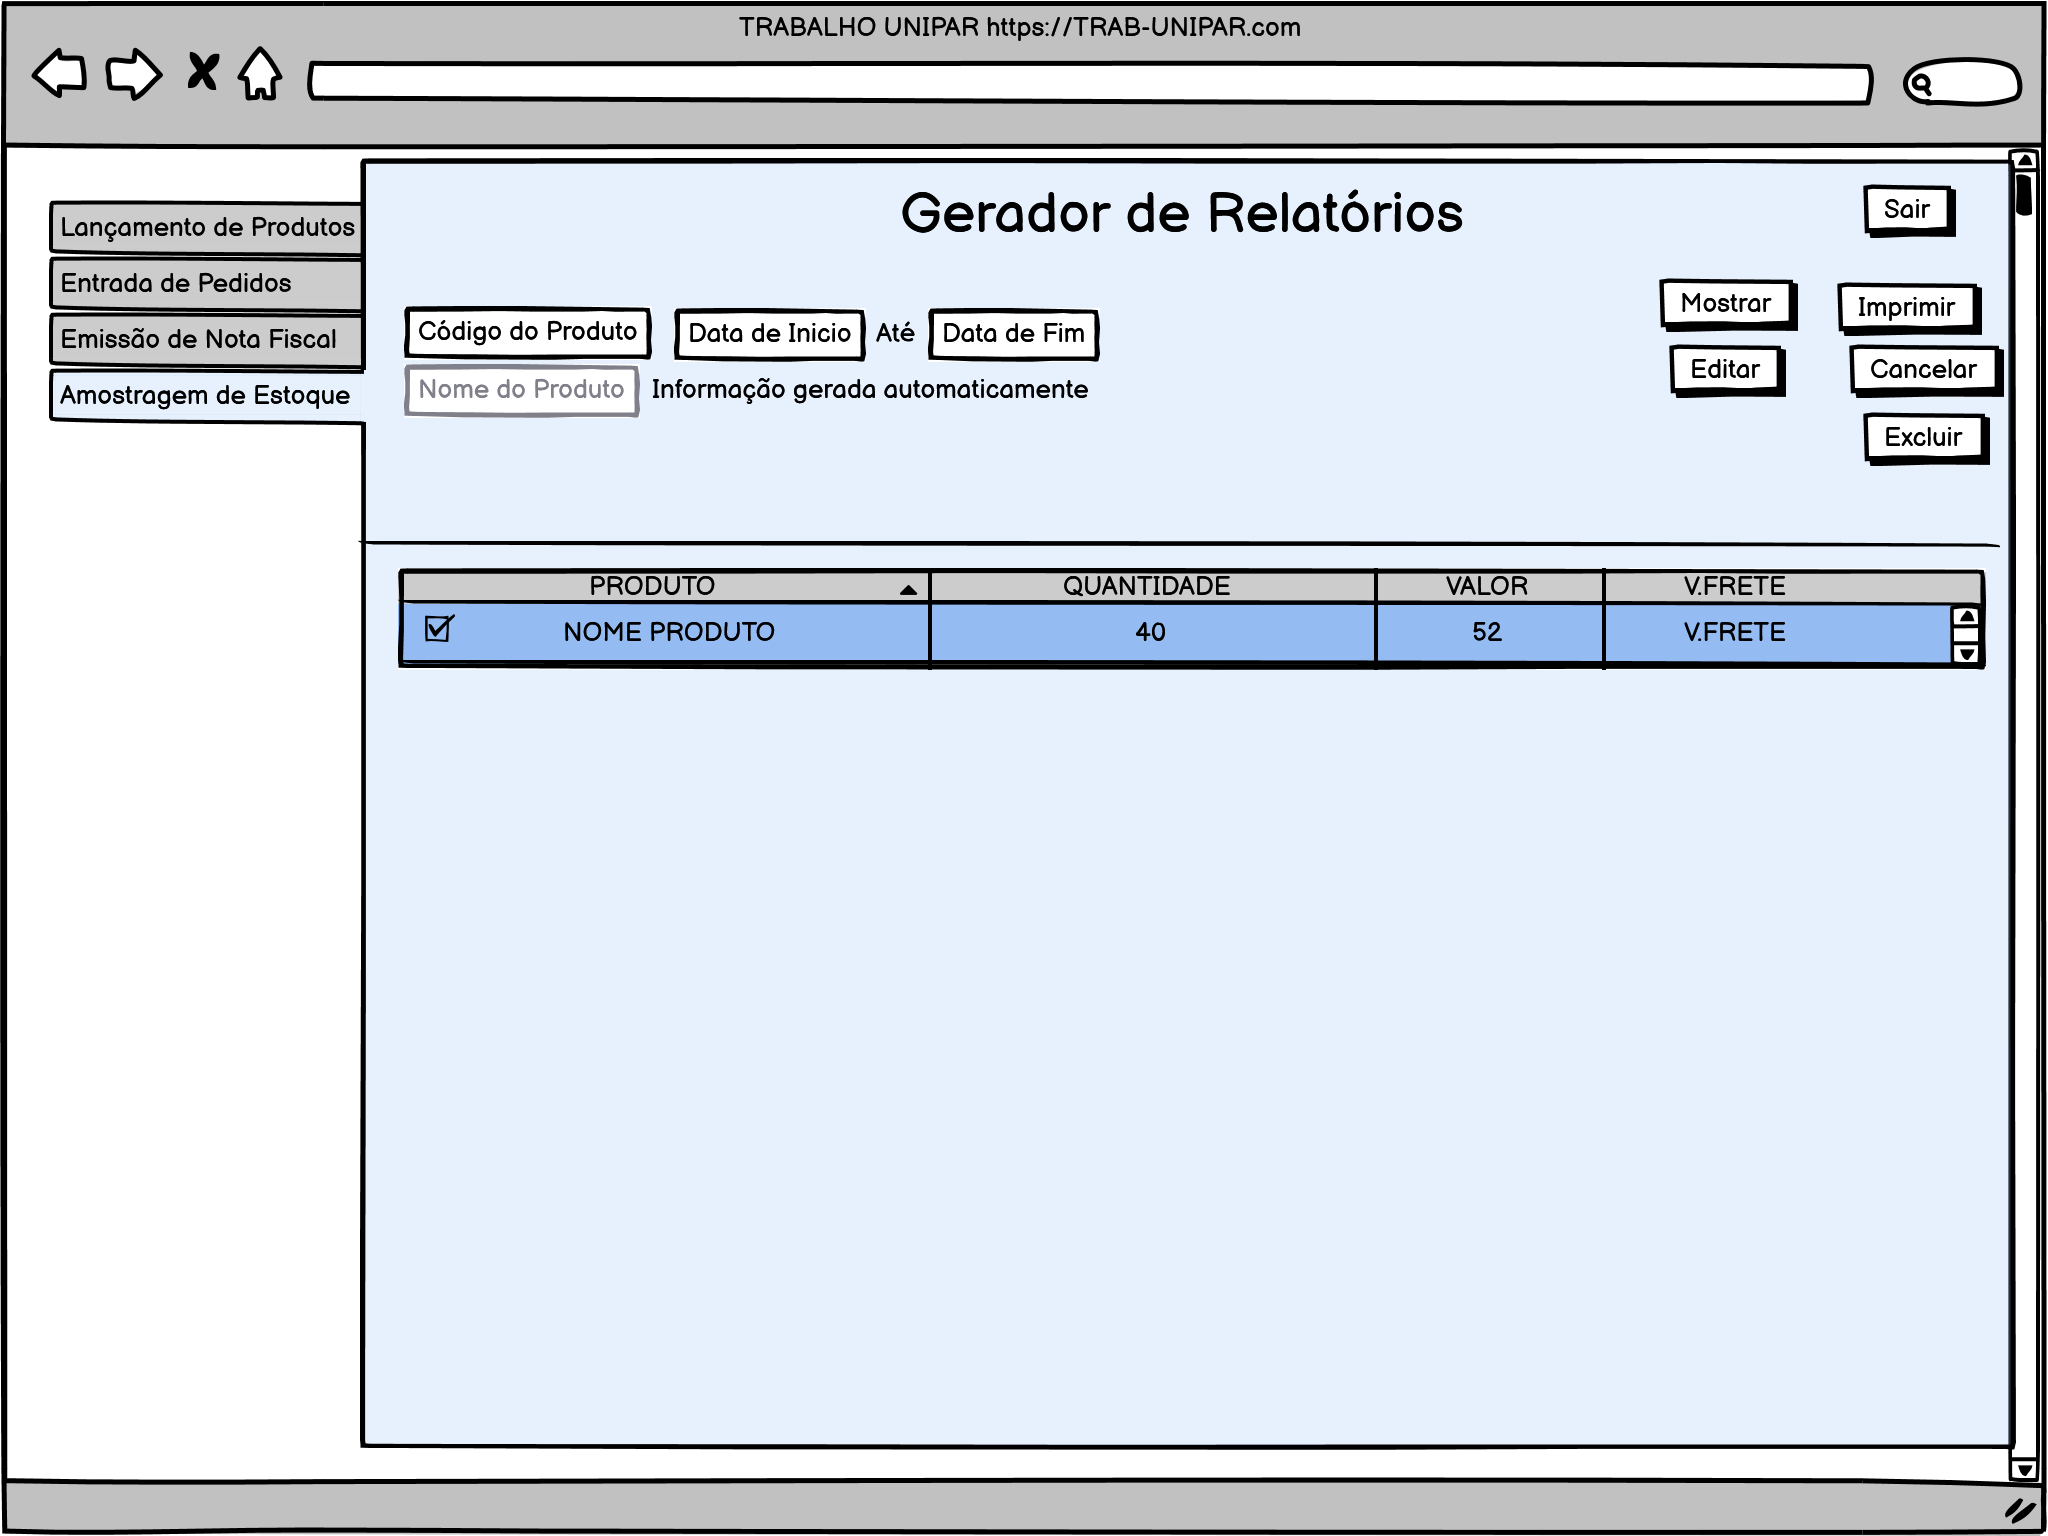 TRABALHO UNIPAR https://TRAB-UNIPAR.com
Lançamento de Produtos
Entrada de Pedidos
Emissão de Nota Fiscal
Amostragem de Estoque
Gerador de Relatórios
Sair
Código do Produto Data de Inicio Até Data de Fim
Nome do Produto Informação gerada automaticamente
Mostrar Imprimir
Editar Cancelar
Excluir
PRODUTO QUANTIDADE VALOR V.FRETE
NOME PRODUTO 40 52 V.FRETE